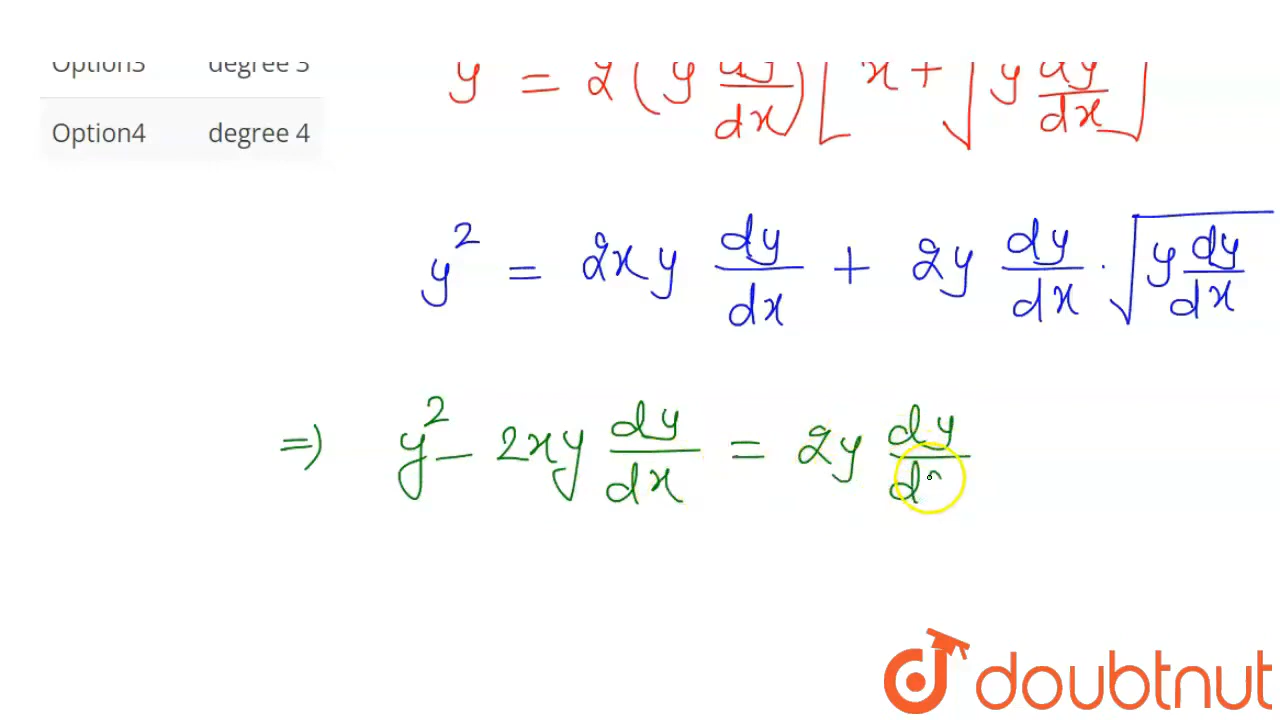 Option3 degree 3
y = 2 (y dy/dx) [x + √(y dy/dx)]
Option4 degree 4
y² = 2xy dy/dx + 2y dy/dx . √(y dy/dx)
=) y² - 2xy dy/dx = 2y dy/d
doubtnut